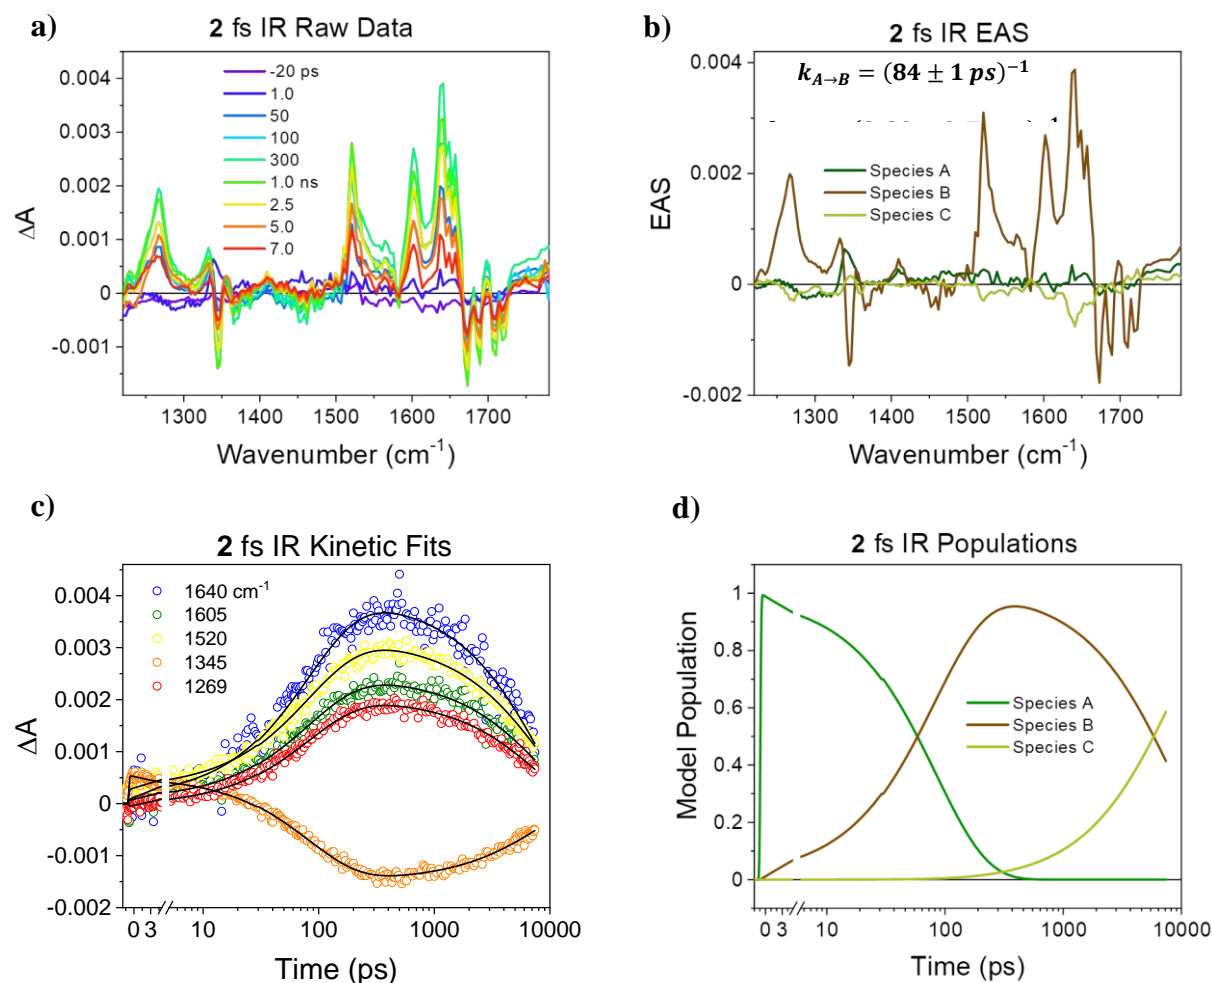 a)
2 fs IR Raw Data
0.004
0.003
0.002
0.001
0
-0.001
ΔA
-20 ps
1.0
50
100
300
1.0 ns
2.5
5.0
7.0
1300 1400 1500 1600 1700
Wavenumber (cm⁻¹)
b)
2 fs IR EAS
k_{A→B} = (84 ± 1 ps)⁻¹
0.004
0.002
0
-0.002
EAS
Species A
Species B
Species C
1300 1400 1500 1600 1700
Wavenumber (cm⁻¹)
c)
2 fs IR Kinetic Fits
1640 cm⁻¹
1605
1520
1345
1269
0.004
0.003
0.002
0.001
0
-0.001
-0.002
ΔA
0 3 10 100 1000 10000
Time (ps)
d)
2 fs IR Populations
1
0.8
0.6
0.4
0.2
0
Model Population
Species A
Species B
Species C
0 3 10 100 1000 10000
Time (ps)